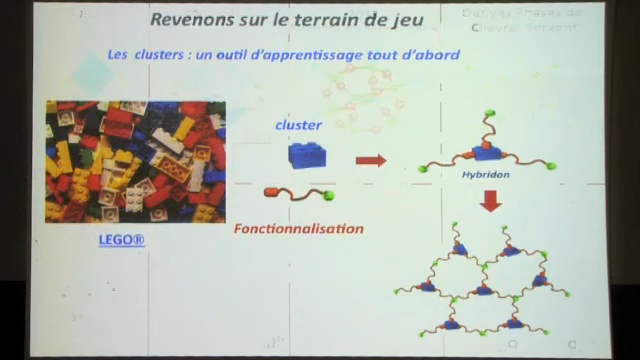 Revenons sur le terrain de jeu
Les clusters : un outil d'apprentissage tout d'abord
cluster
Hybridon
Fonctionnalisation
LEGO®